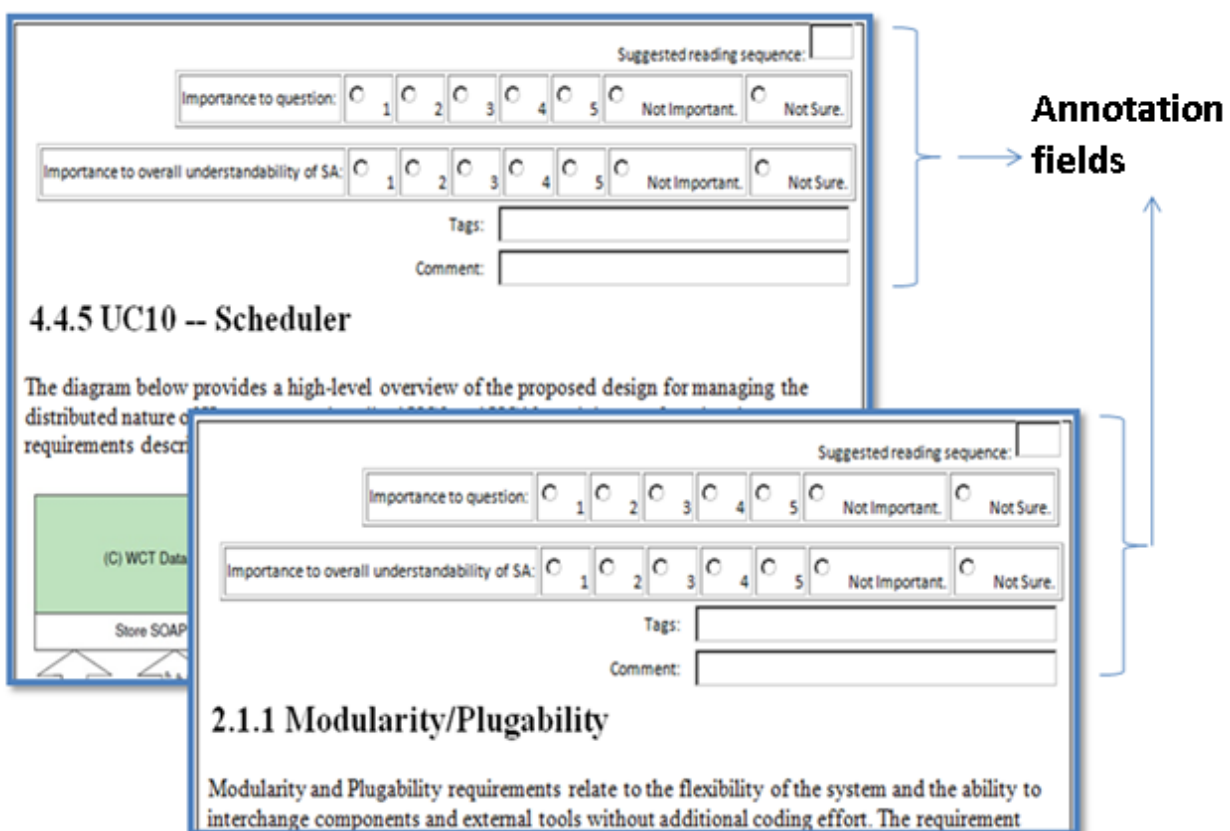 Suggested reading sequence:
Importance to question: 1 2 3 4 5 Not Important. Not Sure.
Importance to overall understandability of SA: 1 2 3 4 5 Not Important. Not Sure.
Tags:
Comment:
4.4.5 UC10 -- Scheduler
The diagram below provides a high-level overview of the proposed design for managing the
distributed nature
requirements
(C) WCT Data
Store SOAP
Annotation
fields
Suggested reading sequence:
Importance to question: 1 2 3 4 5 Not Important. Not Sure.
Importance to overall understandability of SA: 1 2 3 4 5 Not Important. Not Sure.
Tags:
Comment:
2.1.1 Modularity/Plugability
Modularity and Plugability requirements relate to the flexibility of the system and the ability to
interchange components and external tools without additional coding effort. The requirement